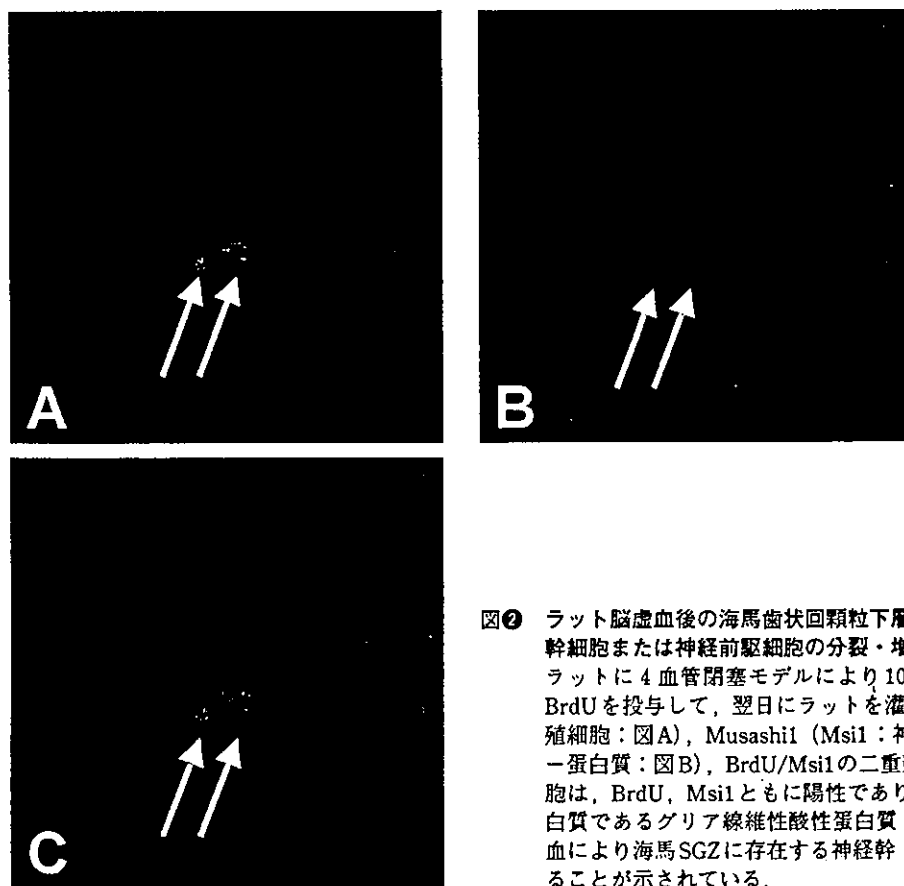 A
B
C
図❷ ラット脳虚血後の海馬歯状回顆粒下層
幹細胞または神経前駆細胞の分裂・増
ラットに4血管閉塞モデルにより10
BrdUを投与して，翌日にラットを灌
殖細胞：図A），Musashi1（Msi1：神
ー蛋白質：図B），BrdU/Msi1の二重
胞は，BrdU，Msi1ともに陽性であり
白質であるグリア線維性酸性蛋白質
血により海馬SGZに存在する神経幹
ることが示されている．